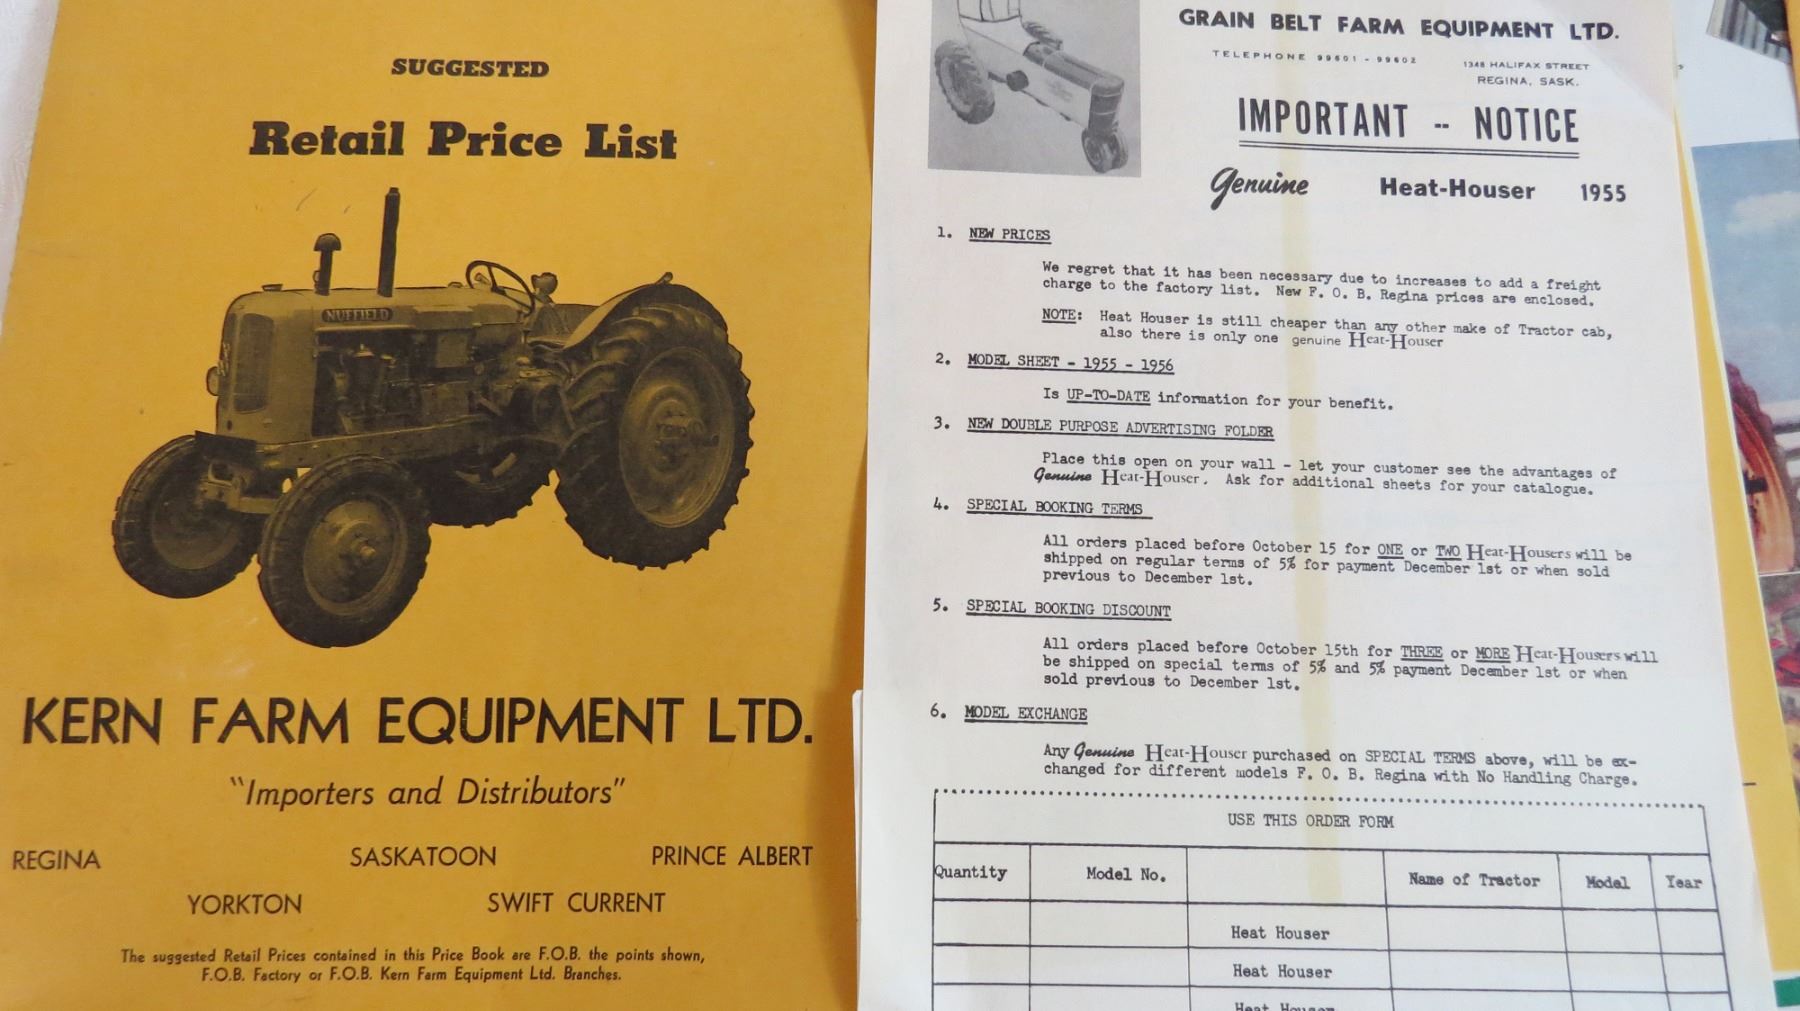 SUGGESTED
Retail Price List
NUFFIELD
KERN FARM EQUIPMENT LTD.
"Importers and Distributors"
REGINA SASKATOON PRINCE ALBERT
YORKTON SWIFT CURRENT
The suggested Retail Prices contained in this Price Book are F.O.B. the points shown,
F.O.B. Factory or F.O.B. Kern Farm Equipment Ltd. Branches.
GRAIN BELT FARM EQUIPMENT LTD.
TELEPHONE 99601 - 99602
1348 HALIFAX STREET
REGINA, SASK.
IMPORTANT -- NOTICE
Genuine Heat-Houser 1955
1. NEW PRICES
We regret that it has been necessary due to increases to add a freight
charge to the factory list. New F. O. B. Regina prices are enclosed.
NOTE: Heat Houser is still cheaper than any other make of Tractor cab,
also there is only one genuine Heat-Houser
2. MODEL SHEET - 1955 - 1956
Is UP-TO-DATE information for your benefit.
3. NEW DOUBLE PURPOSE ADVERTISING FOLDER
Place this open on your wall - let your customer see the advantages of
Genuine Heat-Houser. Ask for additional sheets for your catalogue.
4. SPECIAL BOOKING TERMS
All orders placed before October 15 for ONE or TWO Heat-Housers will be
shipped on regular terms of 5% for payment December 1st or when sold
previous to December 1st.
5. SPECIAL BOOKING DISCOUNT
All orders placed before October 15th for THREE or MORE Heat-Housers will
be shipped on special terms of 5% and 5% payment December 1st or when
sold previous to December 1st.
6. MODEL EXCHANGE
Any Genuine Heat-Houser purchased on SPECIAL TERMS above, will be ex-
changed for different models F. O. B. Regina with No Handling Charge.
USE THIS ORDER FORM
Quantity Model No. Name of Tractor Model Year
Heat Houser
Heat Houser
Heat Houser